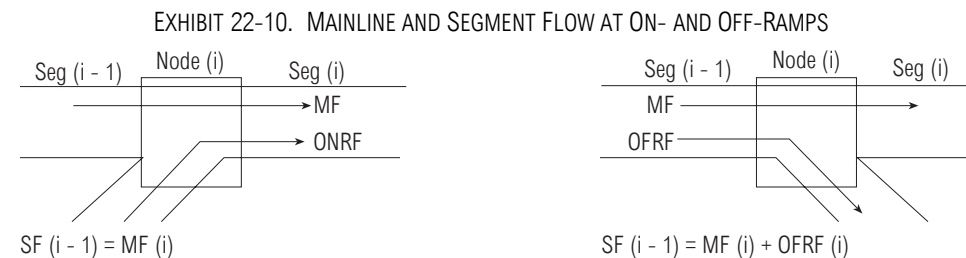 EXHIBIT 22-10. MAINLINE AND SEGMENT FLOW AT ON- AND OFF-RAMPS
Seg (i - 1)
Node (i)
Seg (i)
MF
ONRF
SF (i - 1) = MF (i)
Seg (i - 1)
Node (i)
Seg (i)
MF
OFRF
SF (i - 1) = MF (i) + OFRF (i)